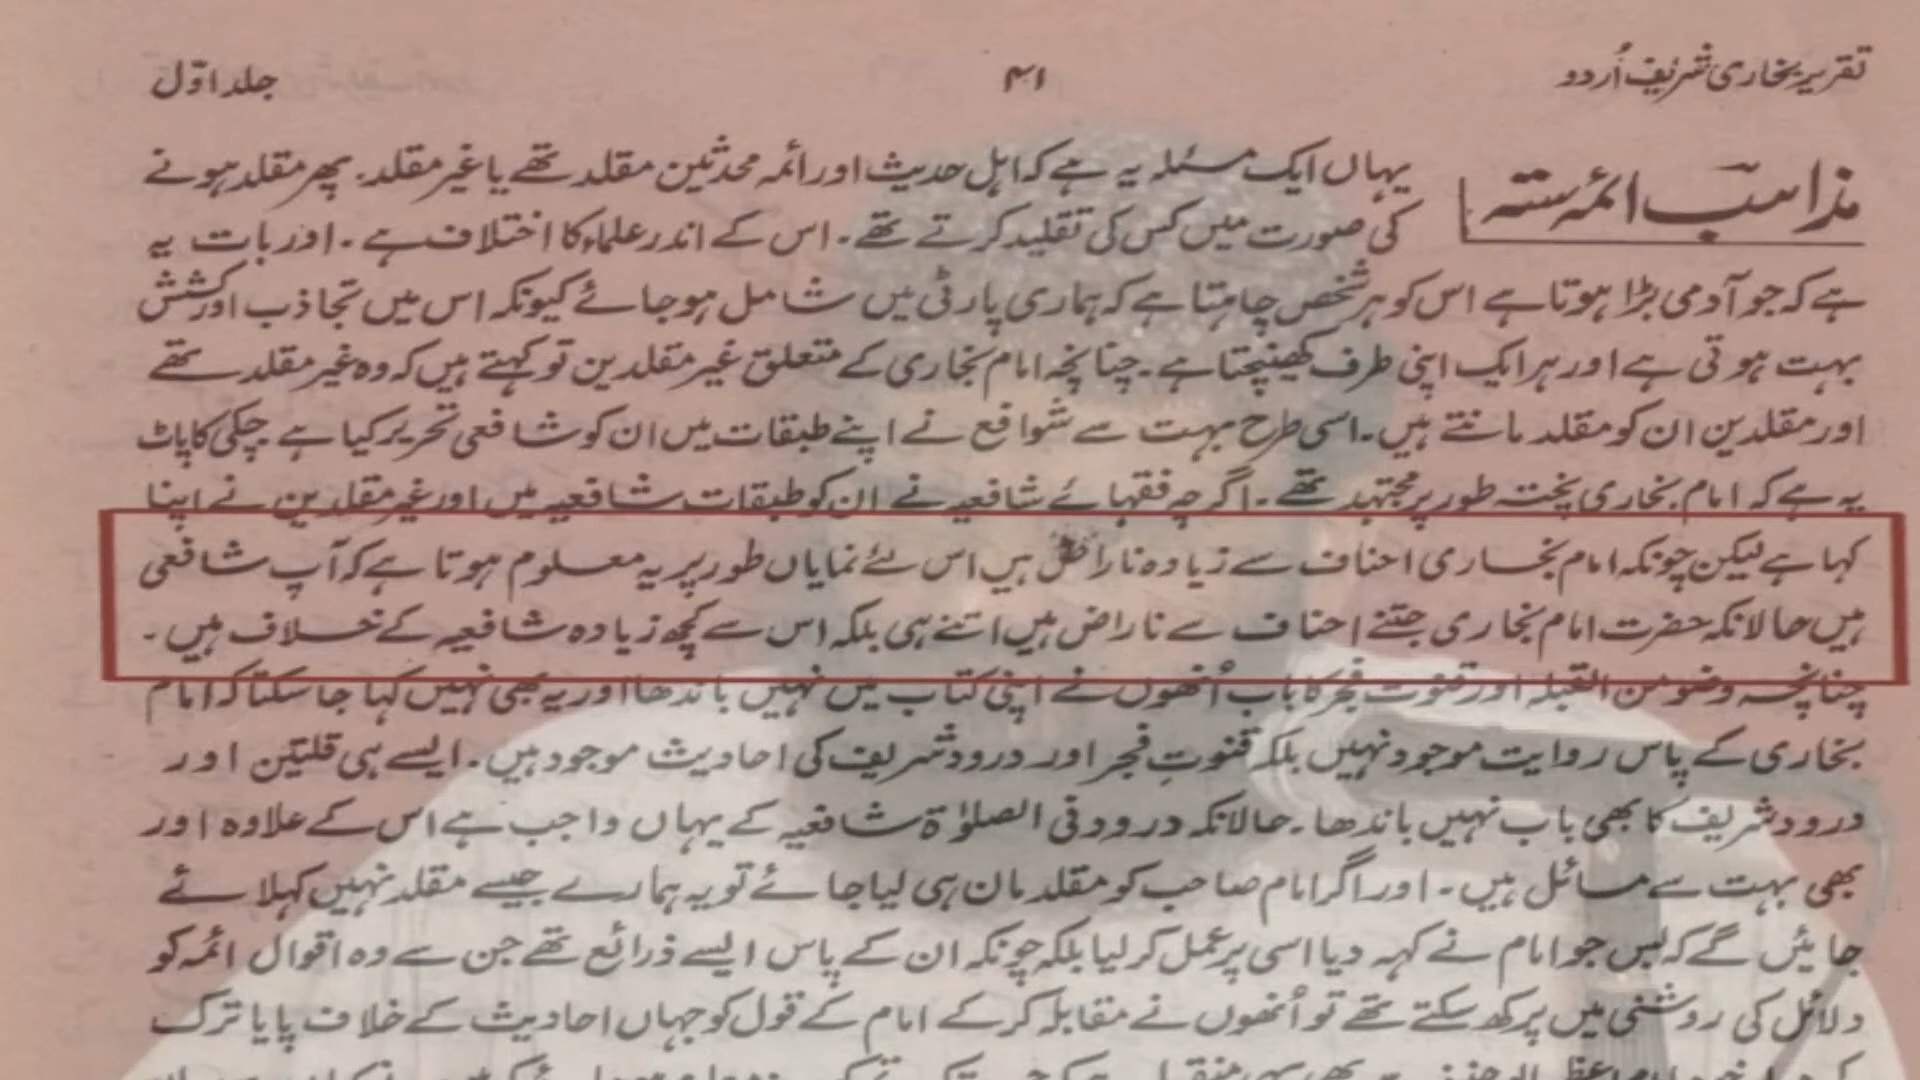 تقریر بخاری شریف اُردو
۴۱
جلد اوّل
مذاہب ائمہ ستہ
یہاں ایک مسئلہ یہ ہے کہ اہل حدیث اور ائمہ محدثین مقلد تھے یا غیر مقلد۔ پھر مقلد ہونے
کی صورت میں کس کی تقلید کرتے تھے۔ اس کے اندر علماء کا اختلاف ہے۔ اور بات یہ
ہے کہ جو آدمی بڑا ہوتا ہے اس کو ہر شخص چاہتا ہے کہ ہماری پارٹی میں شامل ہو جائے کیونکہ اس میں تجاذب اور کشش
بہت ہوتی ہے اور ہر ایک اپنی طرف کھینچتا ہے۔ چنانچہ امام بخاری کے متعلق غیر مقلدین تو کہتے ہیں کہ وہ غیر مقلد تھے
اور مقلدین ان کو مقلد مانتے ہیں۔ اسی طرح بہت سے شوافع نے اپنے طبقات میں ان کو شافعی تحریر کیا ہے چکی کا پاٹ
یہ ہے کہ امام بخاری پختہ طور پر مجتہد تھے۔ اگرچہ فقہائے شافعیہ نے ان کو طبقات شافعیہ میں اور غیر مقلدین نے اپنا
کہا ہے لیکن چونکہ امام بخاری احناف سے زیادہ ناراض ہیں اس لئے نمایاں طور پر یہ معلوم ہوتا ہے کہ آپ شافعی
ہیں حالانکہ حضرت امام بخاری جتنے احناف سے ناراض ہیں اتنے ہی بلکہ اس سے کچھ زیادہ شافعیہ کے خلاف ہیں۔
چنانچہ وضو من القبلہ اور قنوت فجر کا باب اُنھوں نے اپنی کتاب میں نہیں باندھا اور یہ بھی نہیں کہا جا سکتا کہ امام
بخاری کے پاس روایت موجود نہیں بلکہ قنوتِ فجر اور درود شریف کی احادیث موجود ہیں۔ ایسے ہی قلتین اور
درود شریف کا بھی باب نہیں باندھا۔ حالانکہ درود فی الصلوٰۃ شافعیہ کے یہاں واجب ہے اس کے علاوہ اور
بھی بہت سے مسائل ہیں۔ اور اگر امام صاحب کو مقلد مان ہی لیا جائے تو یہ ہمارے جیسے مقلد نہیں کہلائے
جائیں گے کہ بس جو امام نے کہہ دیا اسی پر عمل کر لیا بلکہ چونکہ ان کے پاس ایسے ذرائع تھے جن سے وہ اقوال ائمہ کو
دلائل کی روشنی میں پرکھ سکتے تھے تو اُنھوں نے مقابلہ کر کے امام کے قول کو جہاں احادیث کے خلاف پایا ترک